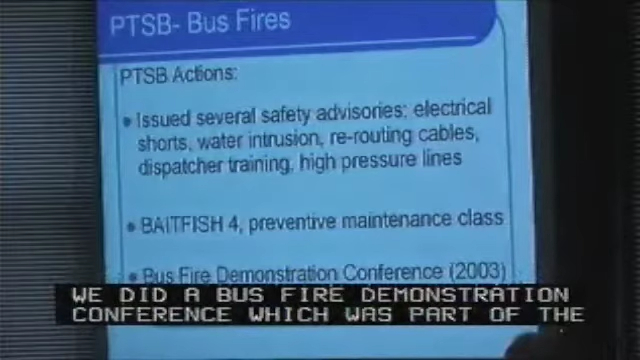 PTSB- Bus Fires
PTSB Actions:
• Issued several safety advisories: electrical
shorts, water intrusion, re-routing cables,
dispatcher training, high pressure lines
• BAITFISH 4, preventive maintenance class
• Bus Fire Demonstration Conference (2003)
WE DID A BUS FIRE DEMONSTRATION
CONFERENCE WHICH WAS PART OF THE